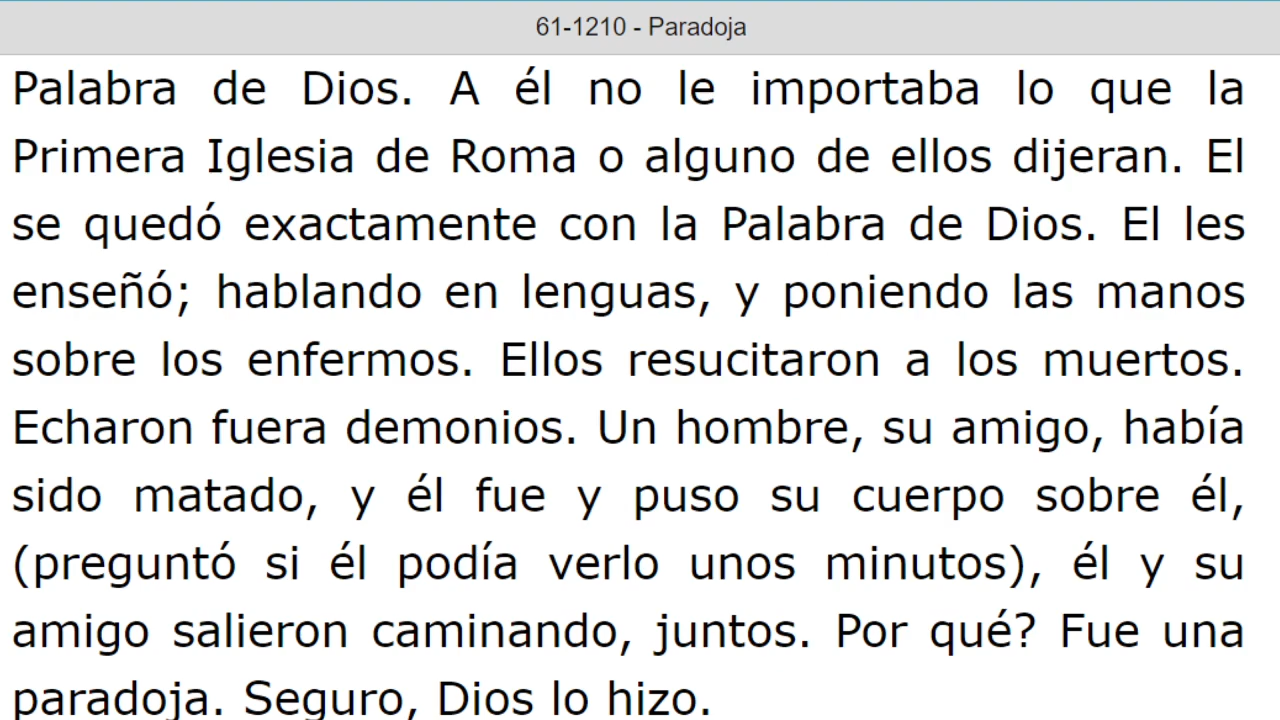 61-1210 - Paradoja
Palabra de Dios. A él no le importaba lo que la
Primera Iglesia de Roma o alguno de ellos dijeran. El
se quedó exactamente con la Palabra de Dios. El les
enseñó; hablando en lenguas, y poniendo las manos
sobre los enfermos. Ellos resucitaron a los muertos.
Echaron fuera demonios. Un hombre, su amigo, había
sido matado, y él fue y puso su cuerpo sobre él,
(preguntó si él podía verlo unos minutos), él y su
amigo salieron caminando, juntos. Por qué? Fue una
paradoja. Seguro, Dios lo hizo.